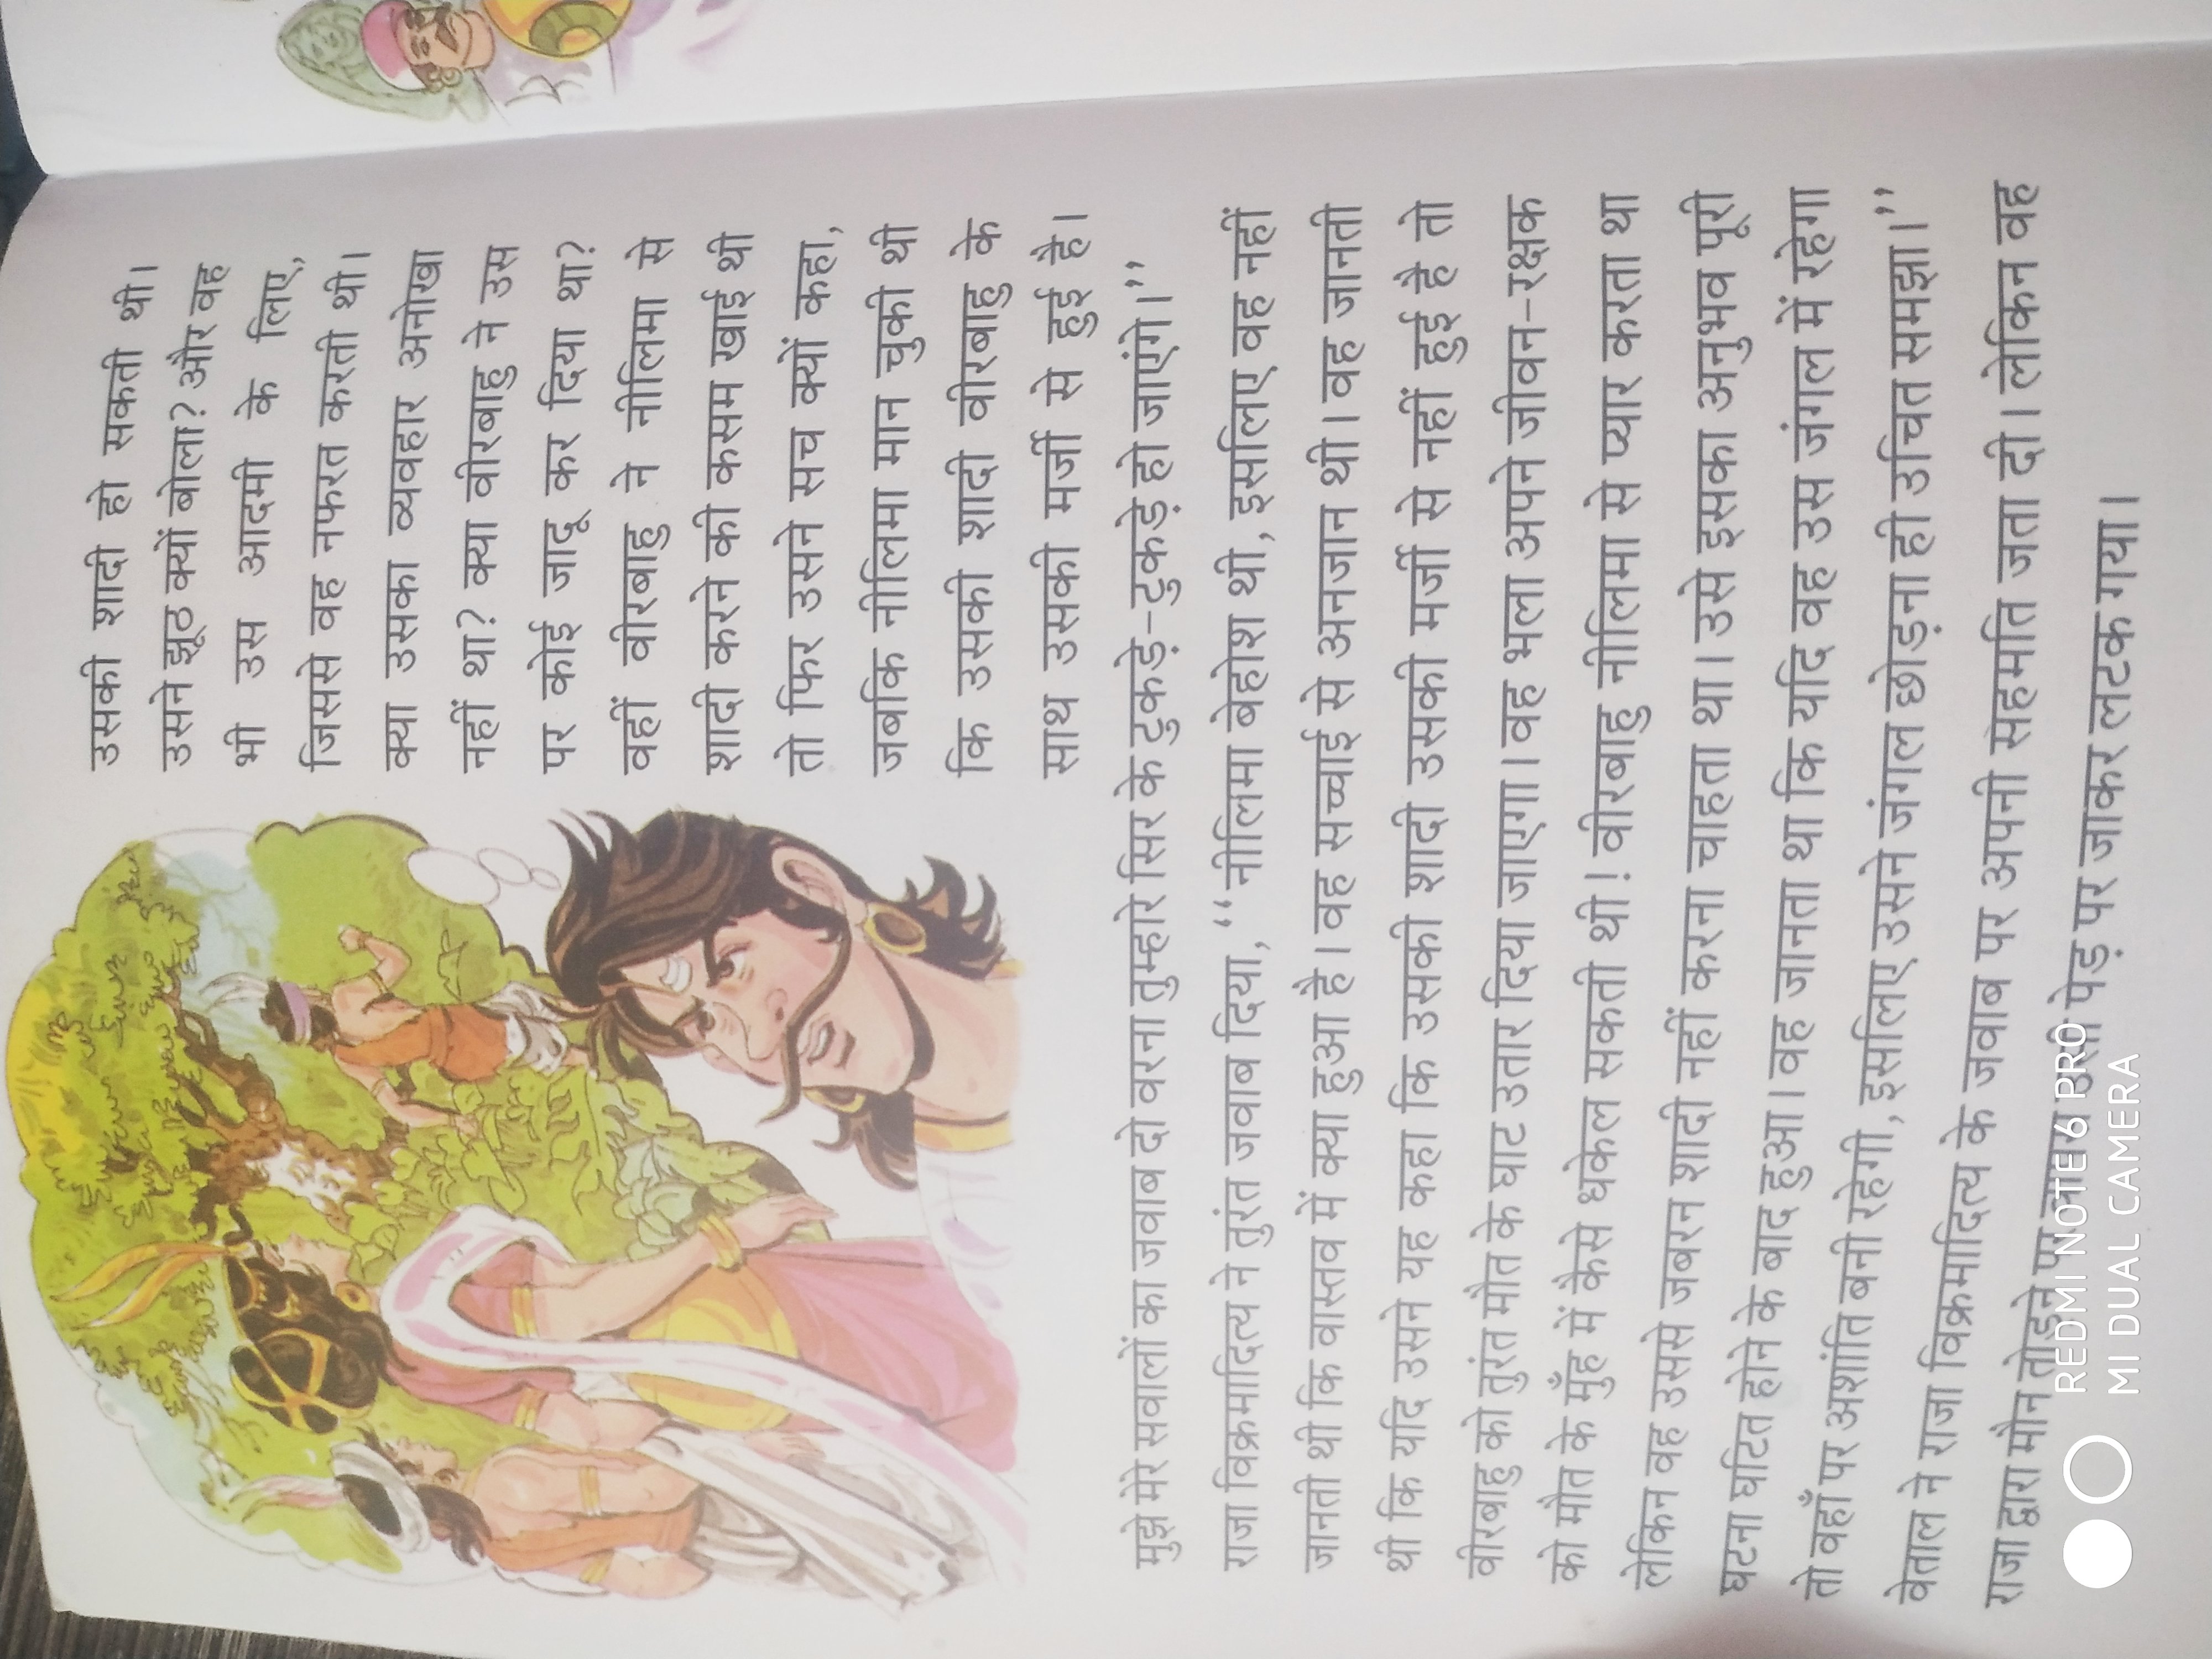 उसकी शादी हो सकती थी।
उसने झूठ क्यों बोला? और वह
भी उस आदमी के लिए,
जिससे वह नफरत करती थी।
क्या उसका व्यवहार अनोखा
नहीं था? क्या वीरबाहु ने उस
पर कोई जादू कर दिया था?
वहीं वीरबाहु ने नीलिमा से
शादी करने की कसम खाई थी
तो फिर उसने सच क्यों कहा,
जबकि नीलिमा मान चुकी थी
कि उसकी शादी वीरबाहु के
साथ उसकी मर्जी से हुई है।
मुझे मेरे सवालों का जवाब दो वरना तुम्हारे सिर के टुकड़े-टुकड़े हो जाएंगे।’’
राजा विक्रमादित्य ने तुरंत जवाब दिया, ‘‘नीलिमा बेहोश थी, इसलिए वह नहीं
जानती थी कि वास्तव में क्या हुआ है। वह सच्चाई से अनजान थी। वह जानती
थी कि यदि उसने यह कहा कि उसकी शादी उसकी मर्जी से नहीं हुई है तो
वीरबाहु को तुरंत मौत के घाट उतार दिया जाएगा। वह भला अपने जीवन-रक्षक
को मौत के मुँह में कैसे धकेल सकती थी! वीरबाहु नीलिमा से प्यार करता था
लेकिन वह उससे जबरन शादी नहीं करना चाहता था। उसे इसका अनुभव पूरी
घटना घटित होने के बाद हुआ। वह जानता था कि यदि वह उस जंगल में रहेगा
तो वहाँ पर अशांति बनी रहेगी, इसलिए उसने जंगल छोड़ना ही उचित समझा।’’
वेताल ने राजा विक्रमादित्य के जवाब पर अपनी सहमति जता दी। लेकिन वह
राजा द्वारा मौन तोड़ने पर वापस उसी पेड़ पर जाकर लटक गया।
REDMI NOTE 6 PRO
MI DUAL CAMERA